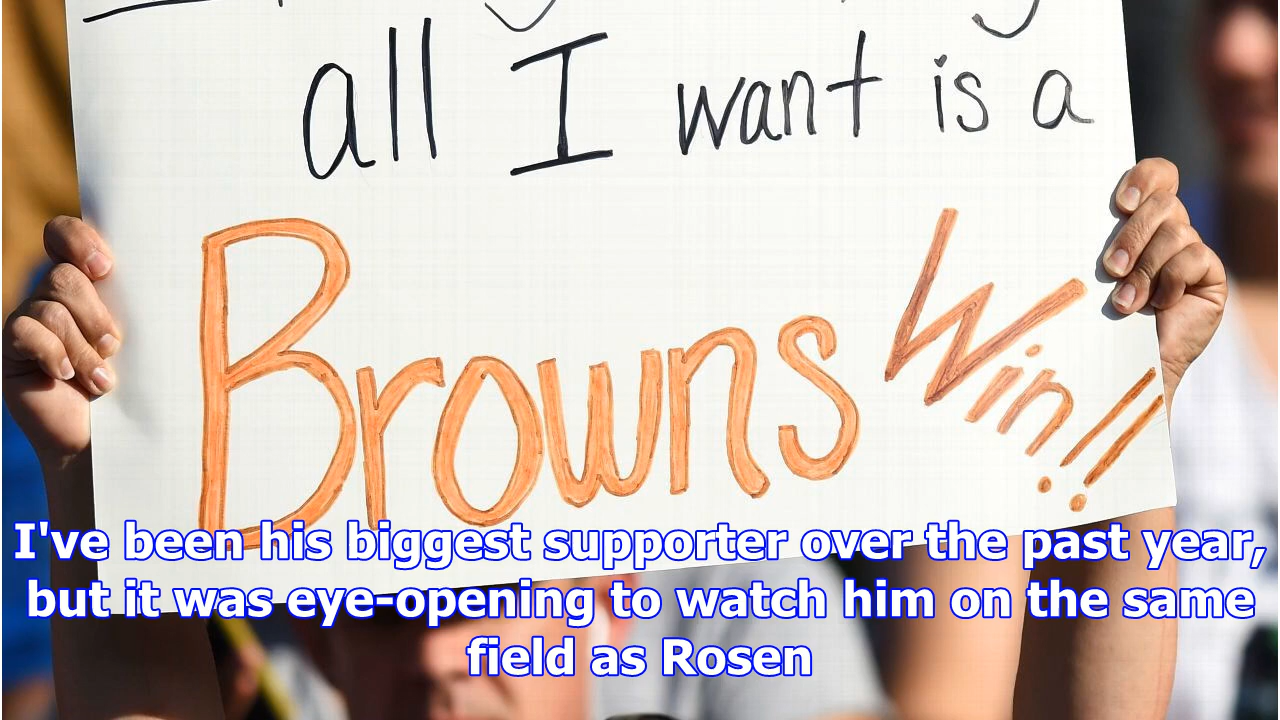 all I want is a
Browns Win!!
I've been his biggest supporter over the past year,
but it was eye-opening to watch him on the same
field as Rosen